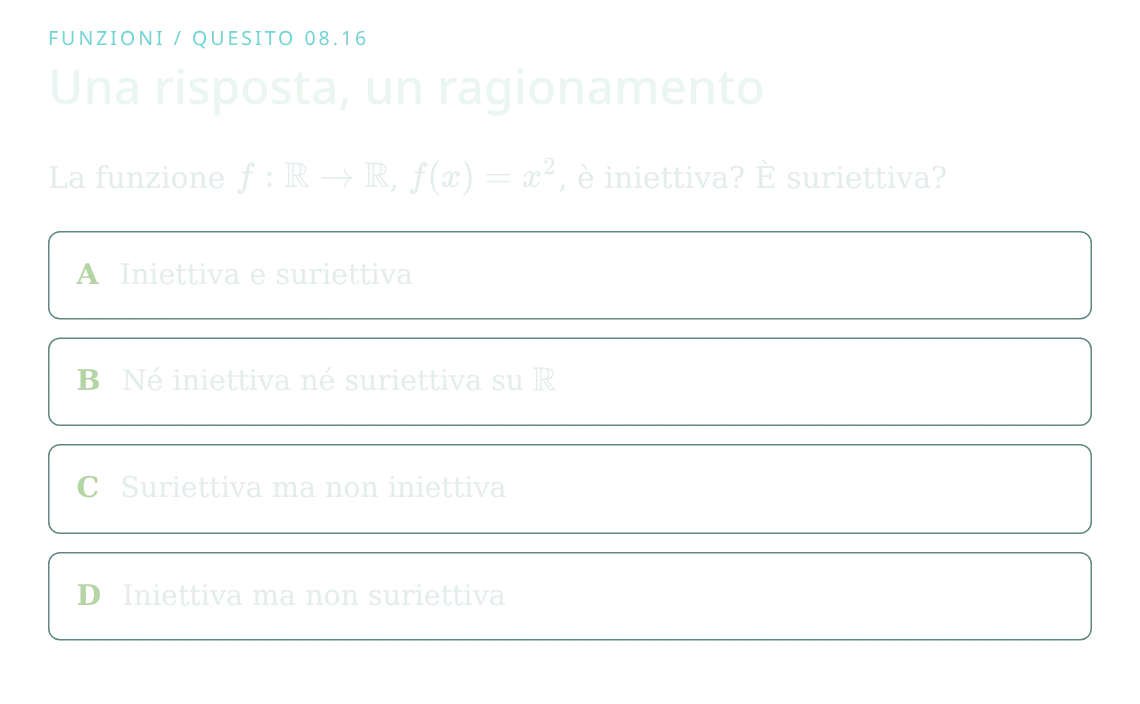 FUNZIONI / QUESITO 08.16
Una risposta, un ragionamento
La funzione f : ℝ → ℝ, f(x) = x², è iniettiva? È suriettiva?
A Iniettiva e suriettiva
B Né iniettiva né suriettiva su ℝ
C Suriettiva ma non iniettiva
D Iniettiva ma non suriettiva